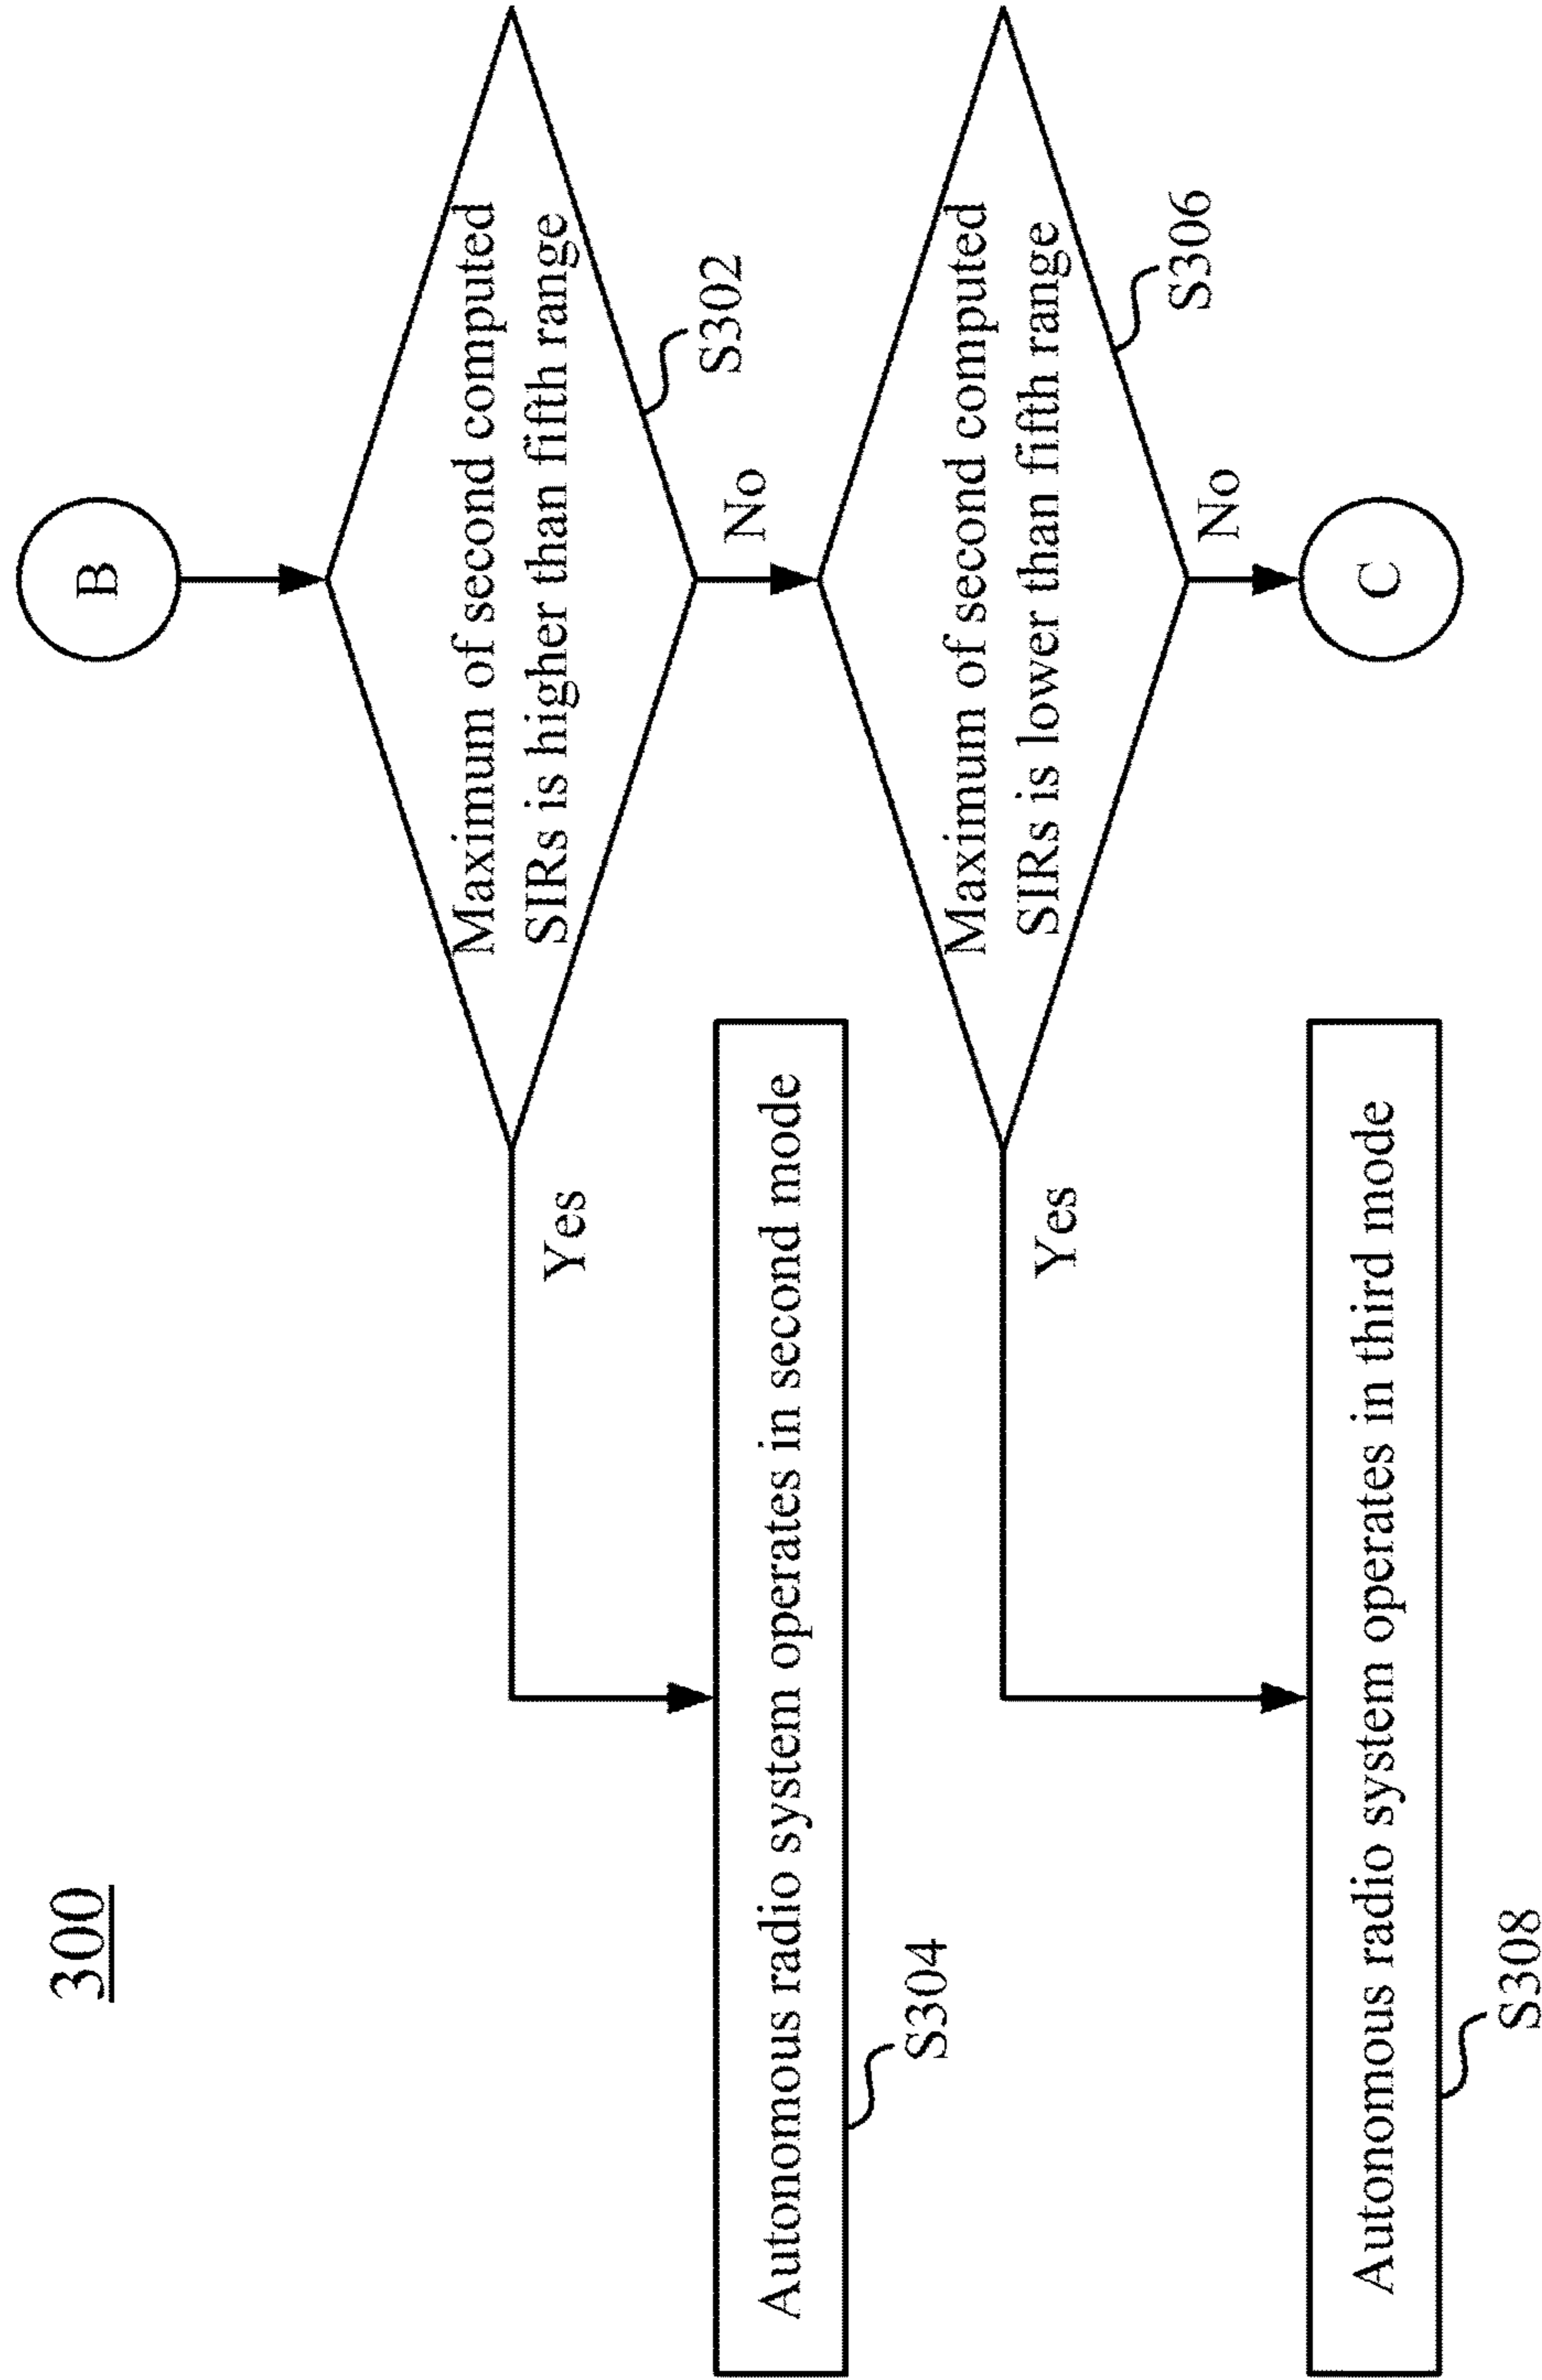 300
B
Maximum of second computed
SIRs is higher than fifth range
S302
Yes
No
Autonomous radio system operates in second mode
S304
Maximum of second computed
SIRs is lower than fifth range
S306
Yes
No
Autonomous radio system operates in third mode
S308
C